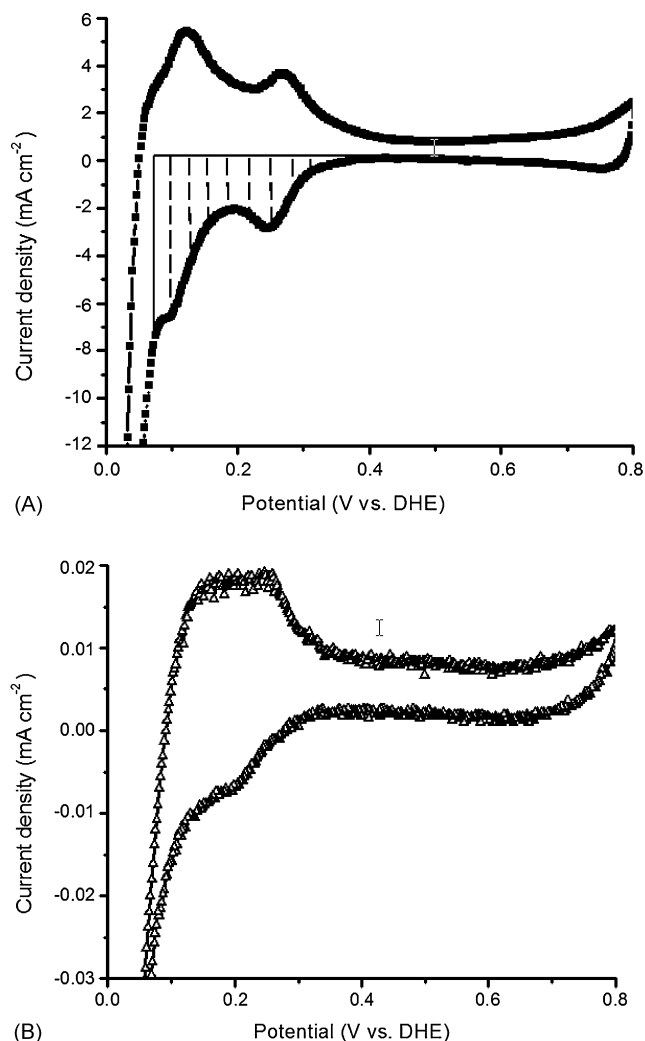 6
4
2
0
-2
-4
-6
-8
-10
-12
Current density (mA cm-2)
0.0 0.2 0.4 0.6 0.8
(A) Potential (V vs. DHE)
0.02
0.01
0.00
-0.01
-0.02
-0.03
Current density (mA cm-2)
0.0 0.2 0.4 0.6 0.8
(B) Potential (V vs. DHE)